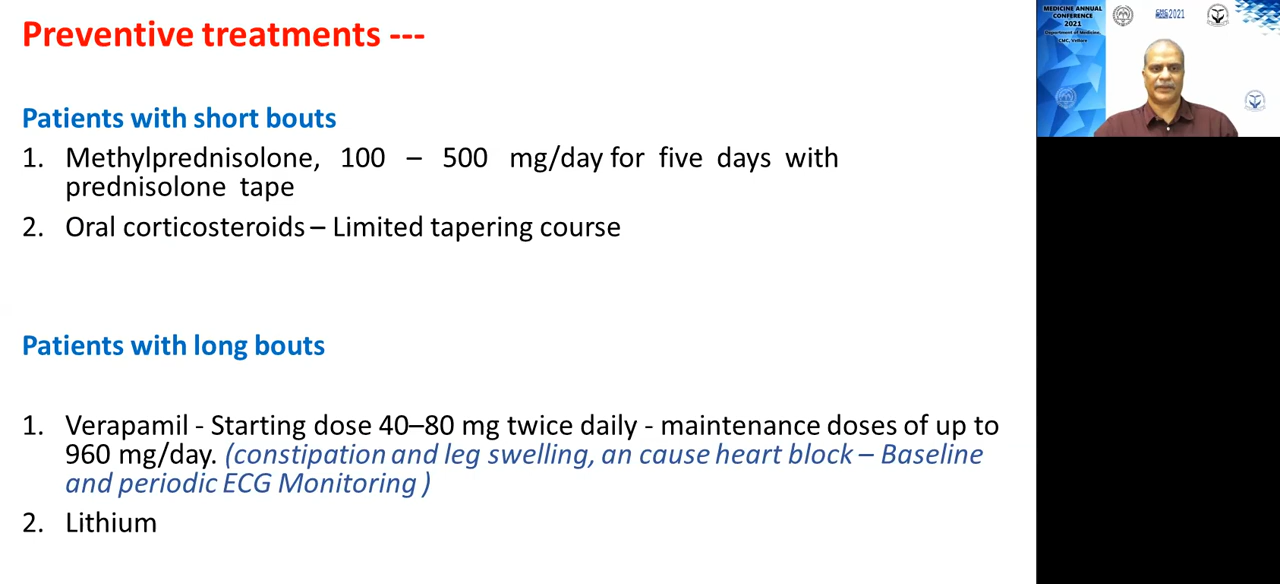 Preventive treatments ---
Patients with short bouts
1. Methylprednisolone, 100 – 500 mg/day for five days with
prednisolone tape
2. Oral corticosteroids – Limited tapering course
Patients with long bouts
1. Verapamil - Starting dose 40–80 mg twice daily - maintenance doses of up to
960 mg/day. (constipation and leg swelling, an cause heart block – Baseline
and periodic ECG Monitoring )
2. Lithium
MEDICINE ANNUAL
CONFERENCE
2021
Department of Medicine,
CMC, Vellore
2021